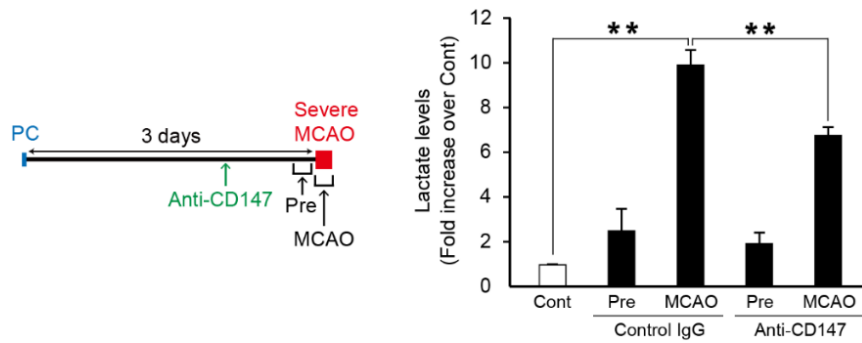 PC
3 days
Severe
MCAO
Anti-CD147
Pre
MCAO
Lactate levels
(Fold increase over Cont)
12
10
8
6
4
2
0
** **
Cont Pre MCAO Pre MCAO
Control IgG Anti-CD147